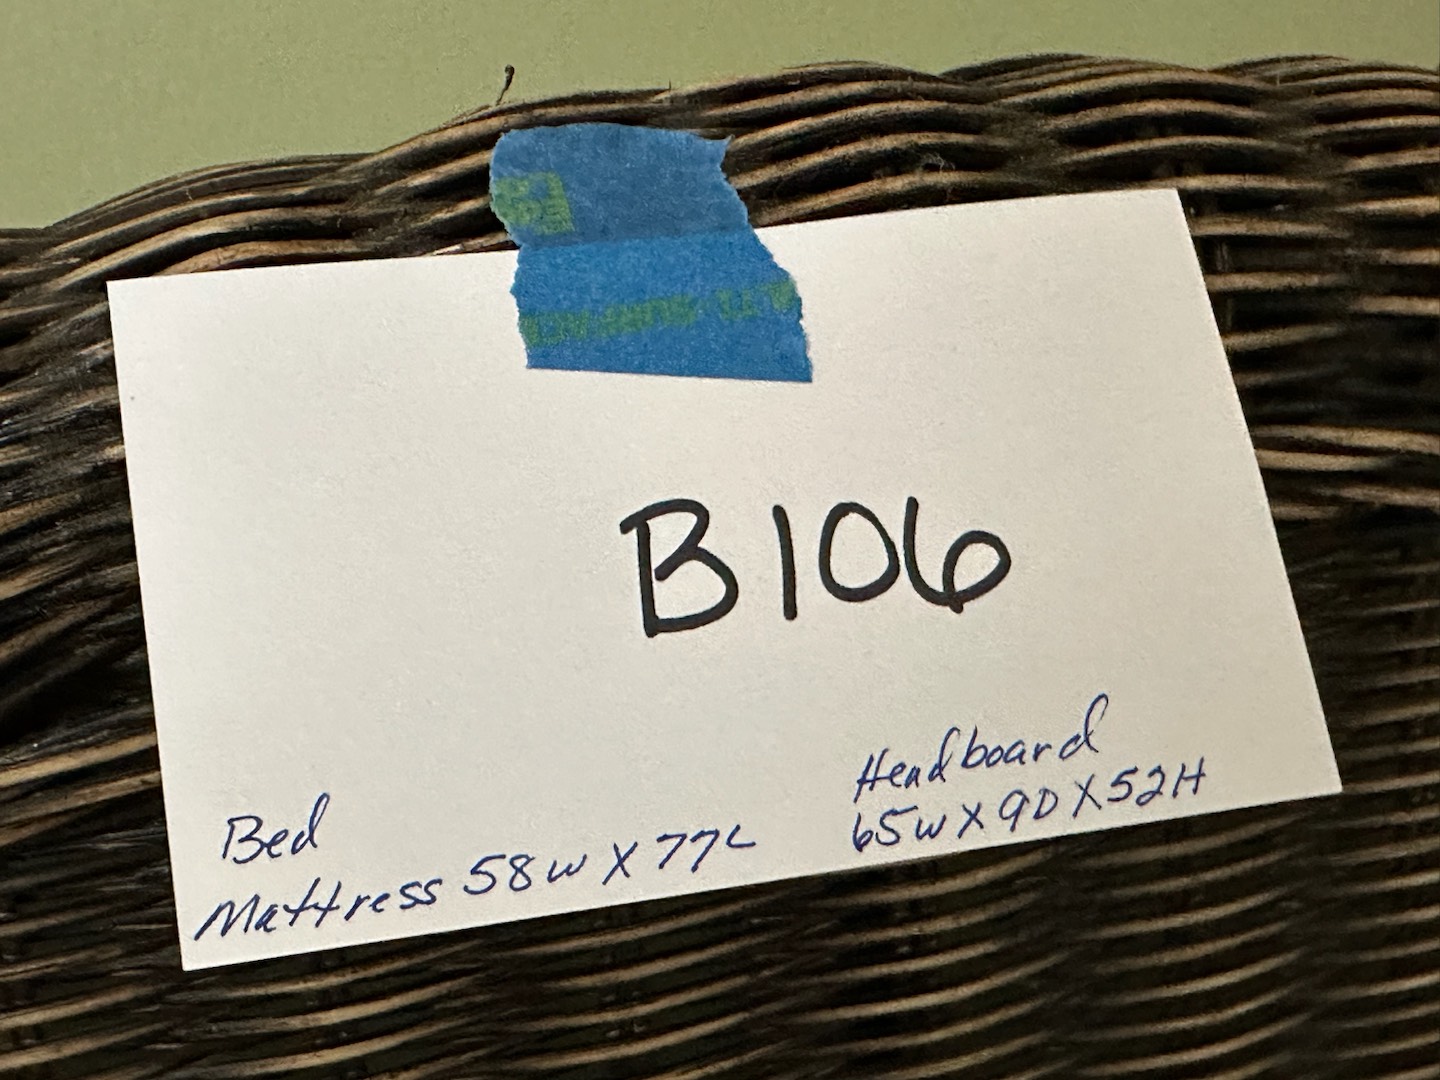 B106
Bed
Mattress 58W X 77L
Headboard
65W X 9D X 52H